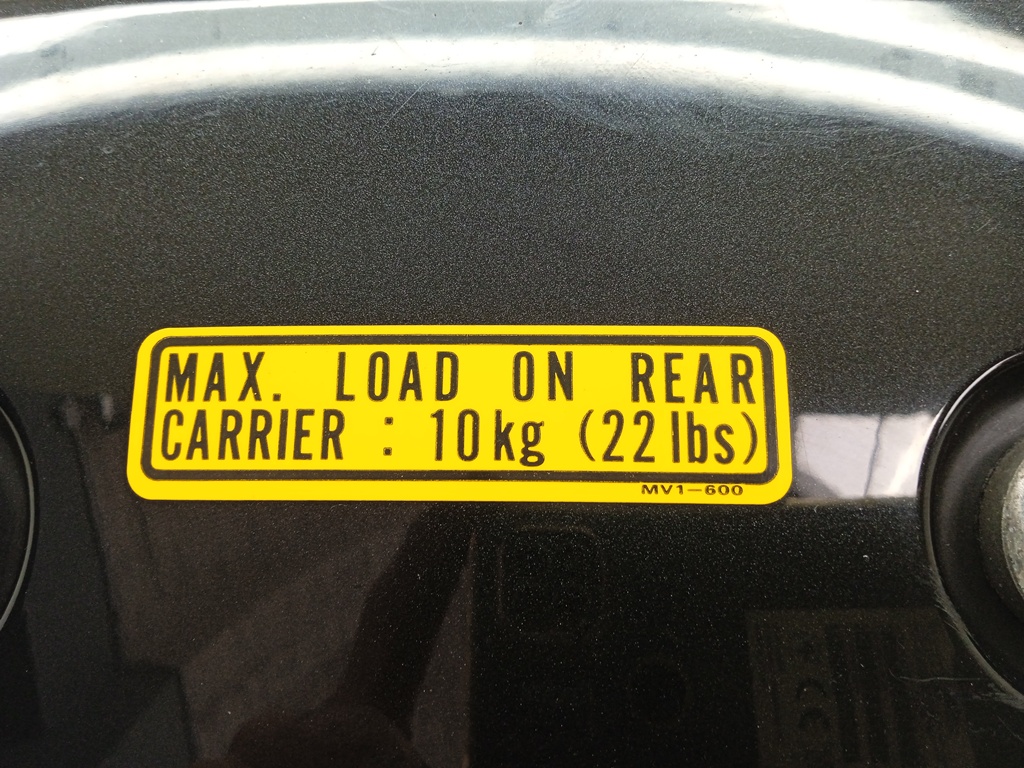 MAX. LOAD ON REAR
CARRIER : 10kg (22lbs)
MV1-600